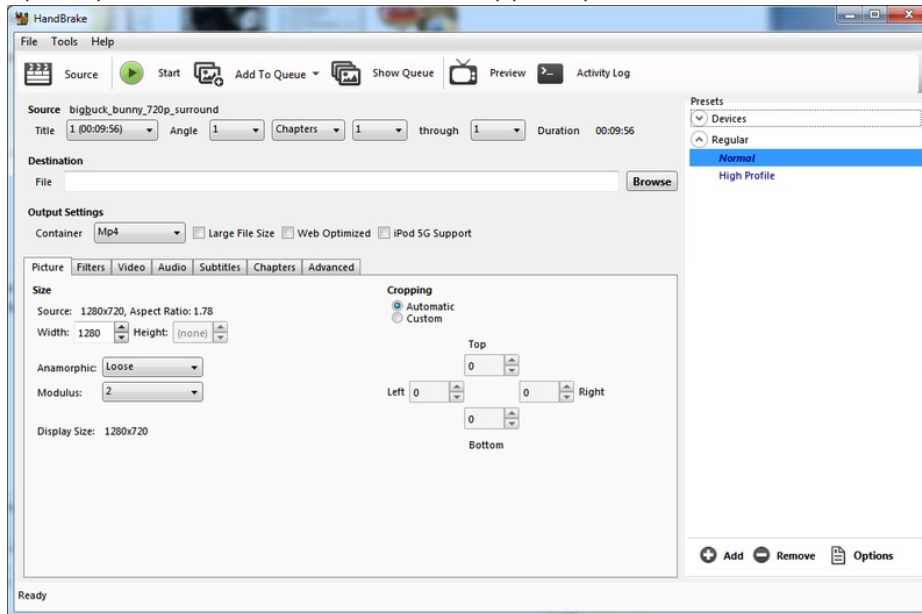 HandBrake
File Tools Help
Source Start Add To Queue Show Queue Preview Activity Log
Source bigbuck_bunny_720p_surround
Title 1 (00:09:56) Angle 1 Chapters 1 through 1 Duration 00:09:56
Destination
File Browse
Output Settings
Container Mp4 Large File Size Web Optimized iPod 5G Support
Picture Filters Video Audio Subtitles Chapters Advanced
Size
Source: 1280x720, Aspect Ratio: 1.78
Width: 1280 Height: (none)
Anamorphic: Loose
Modulus: 2
Display Size: 1280x720
Cropping
Automatic
Custom
Top
0
Left 0 0 Right
0
Bottom
Presets
Devices
Regular
Normal
High Profile
Add Remove Options
Ready